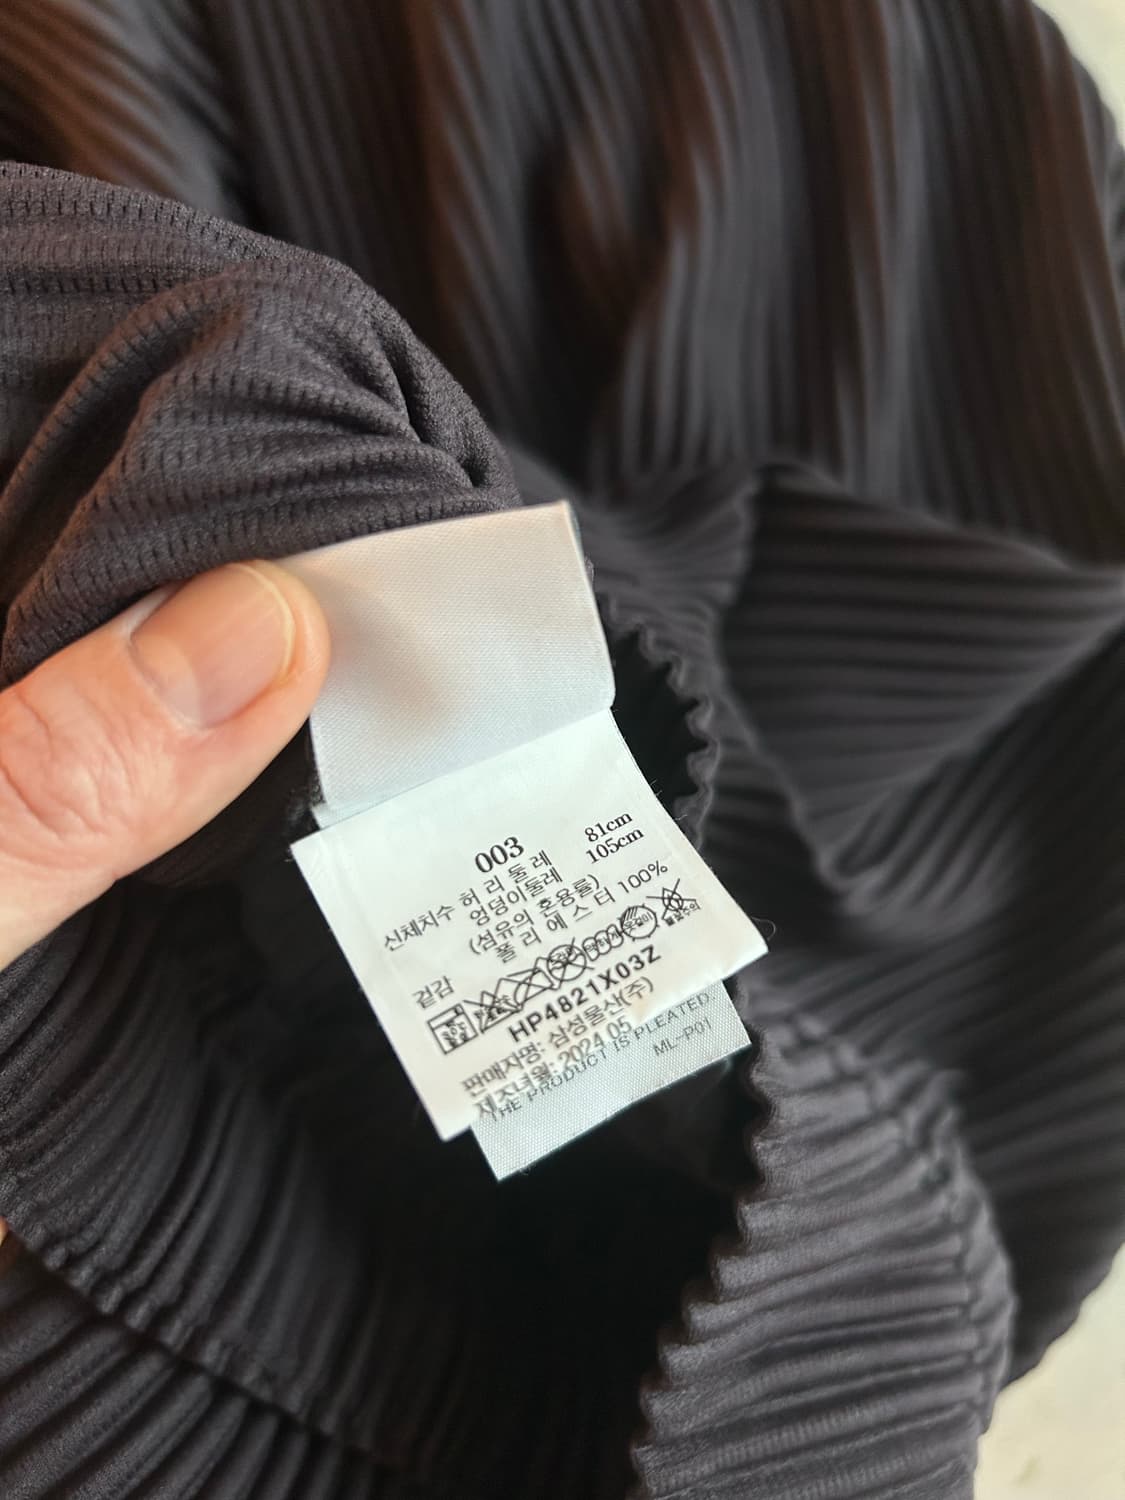 003
신체치수 허리둘레 81cm
엉덩이둘레 105cm
(섬유의 혼용률)
겉감 폴리에스터 100%
HP4821X03Z
판매자명: 삼성물산(주)
제조년월: 2024.05
THE PRODUCT IS PLEATED
ML-P01